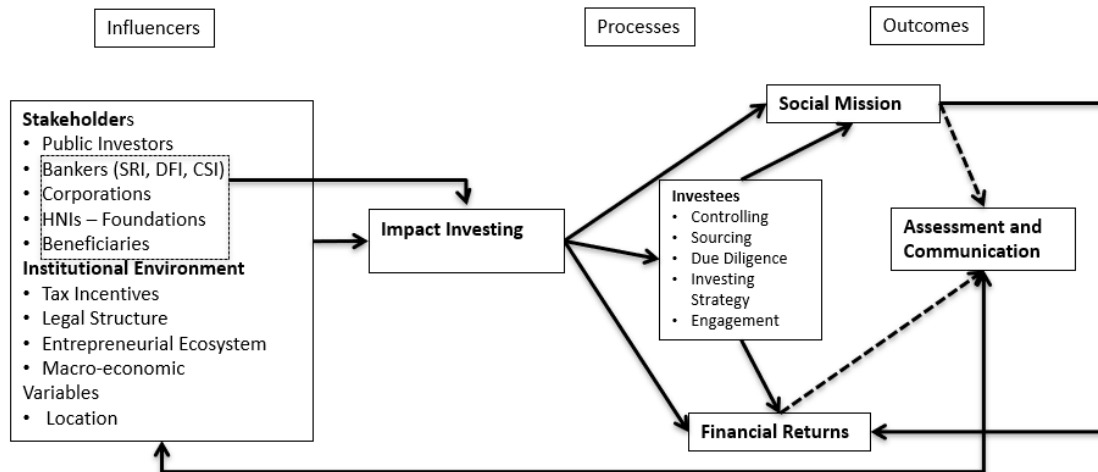 Influencers
Processes
Outcomes
Stakeholders
• Public Investors
• Bankers (SRI, DFI, CSI)
• Corporations
• HNIs – Foundations
• Beneficiaries
Institutional Environment
• Tax Incentives
• Legal Structure
• Entrepreneurial Ecosystem
• Macro-economic
Variables
• Location
Impact Investing
Social Mission
Investees
• Controlling
• Sourcing
• Due Diligence
• Investing
Strategy
• Engagement
Financial Returns
Assessment and
Communication